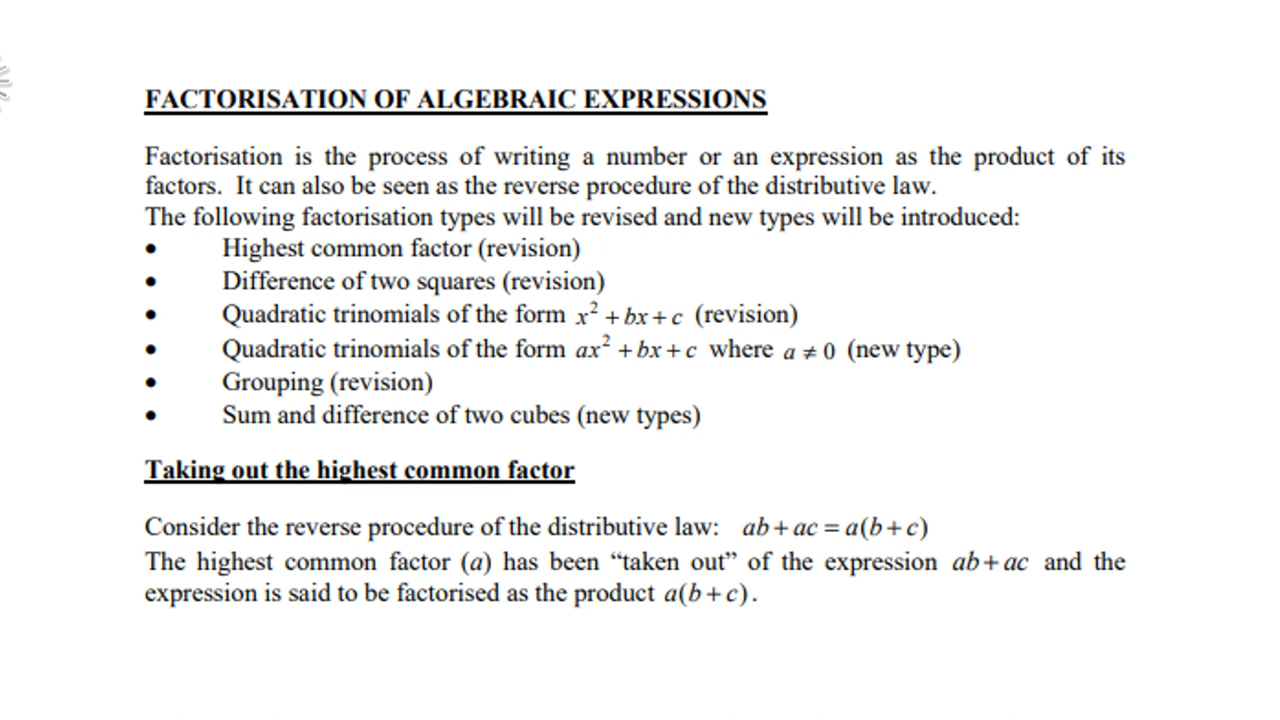 FACTORISATION OF ALGEBRAIC EXPRESSIONS
Factorisation is the process of writing a number or an expression as the product of its
factors. It can also be seen as the reverse procedure of the distributive law.
The following factorisation types will be revised and new types will be introduced:
• Highest common factor (revision)
• Difference of two squares (revision)
• Quadratic trinomials of the form x² + bx + c (revision)
• Quadratic trinomials of the form ax² + bx + c where a ≠ 0 (new type)
• Grouping (revision)
• Sum and difference of two cubes (new types)
Taking out the highest common factor
Consider the reverse procedure of the distributive law: ab + ac = a(b + c)
The highest common factor (a) has been “taken out” of the expression ab + ac and the
expression is said to be factorised as the product a(b + c).